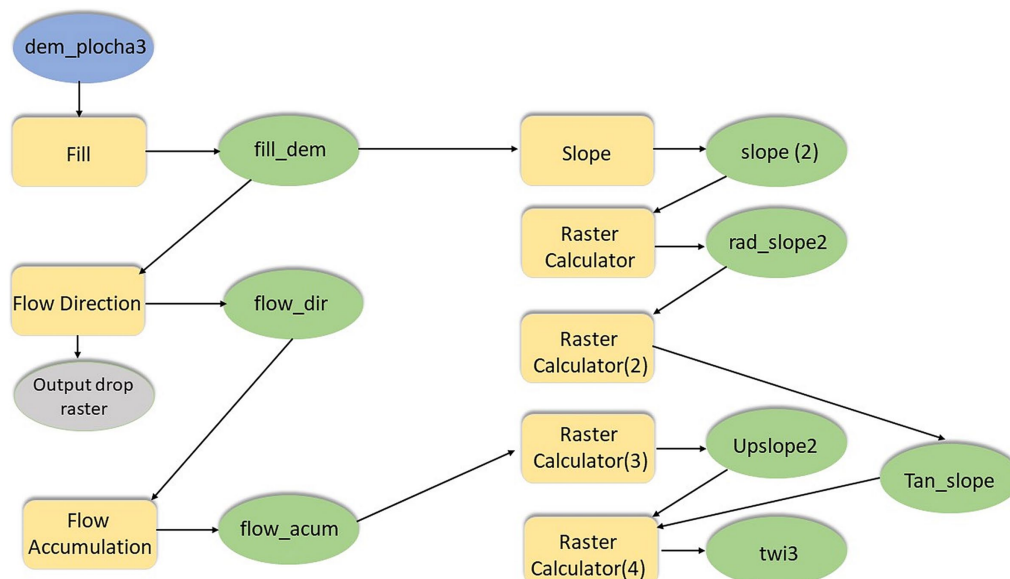 dem_plocha3
Fill
fill_dem
Slope
slope (2)
Raster
Calculator
rad_slope2
Flow Direction
flow_dir
Raster
Calculator(2)
Output drop
raster
Raster
Calculator(3)
Upslope2
Tan_slope
Flow
Accumulation
flow_acum
Raster
Calculator(4)
twi3